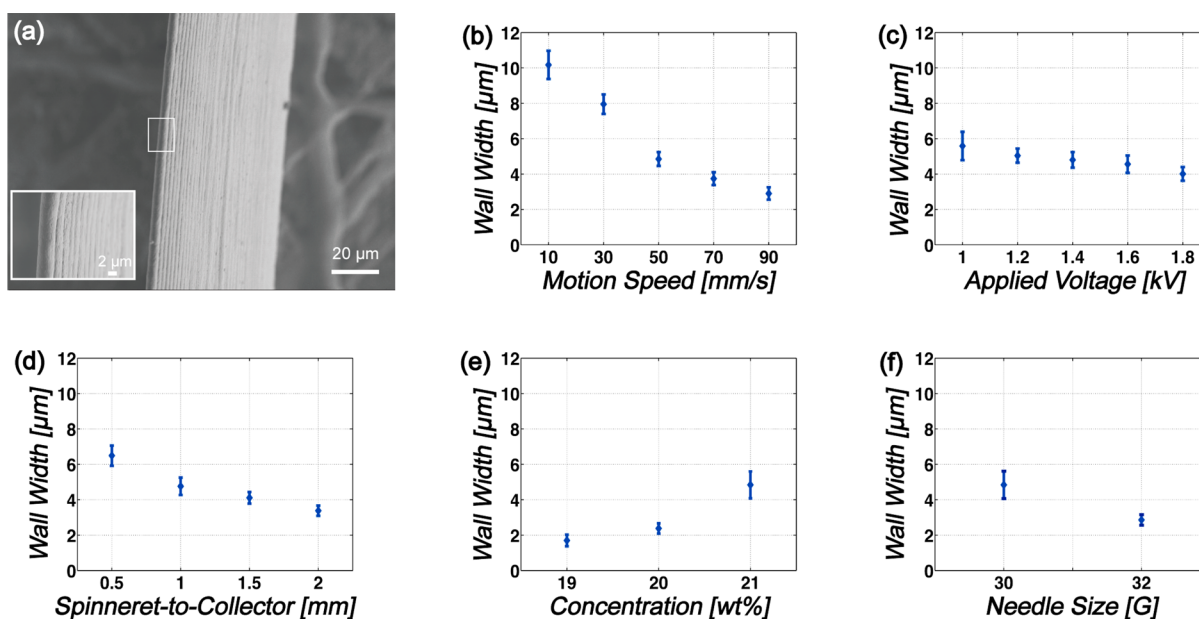 (a)
2 µm
20 µm
(b)
Wall Width [µm]
12
10
8
6
4
2
0
10 30 50 70 90
Motion Speed [mm/s]
(c)
Wall Width [µm]
12
10
8
6
4
2
0
1 1.2 1.4 1.6 1.8
Applied Voltage [kV]
(d)
Wall Width [µm]
12
10
8
6
4
2
0
0.5 1 1.5 2
Spinneret-to-Collector [mm]
(e)
Wall Width [µm]
12
10
8
6
4
2
0
19 20 21
Concentration [wt%]
(f)
Wall Width [µm]
12
10
8
6
4
2
0
30 32
Needle Size [G]